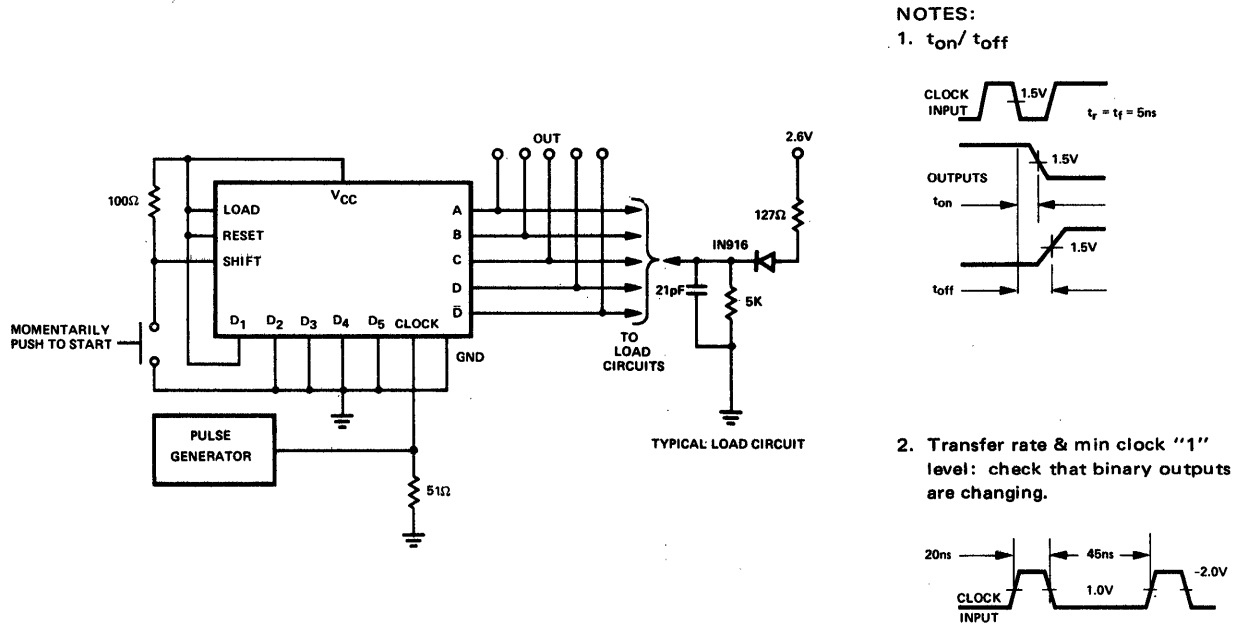 NOTES:
1. ton/ toff
CLOCK
INPUT
1.5V
tr = tf = 5ns
OUTPUTS
1.5V
ton
1.5V
toff
OUT
2.6V
100Ω
VCC
LOAD
RESET
SHIFT
A
B
C
D
D̅
127Ω
IN916
21pF
5K
MOMENTARILY
PUSH TO START
D1
D2
D3
D4
D5
CLOCK
GND
TO
LOAD
CIRCUITS
PULSE
GENERATOR
51Ω
TYPICAL LOAD CIRCUIT
2. Transfer rate & min clock "1"
level: check that binary outputs
are changing.
20ns
45ns
-2.0V
1.0V
CLOCK
INPUT